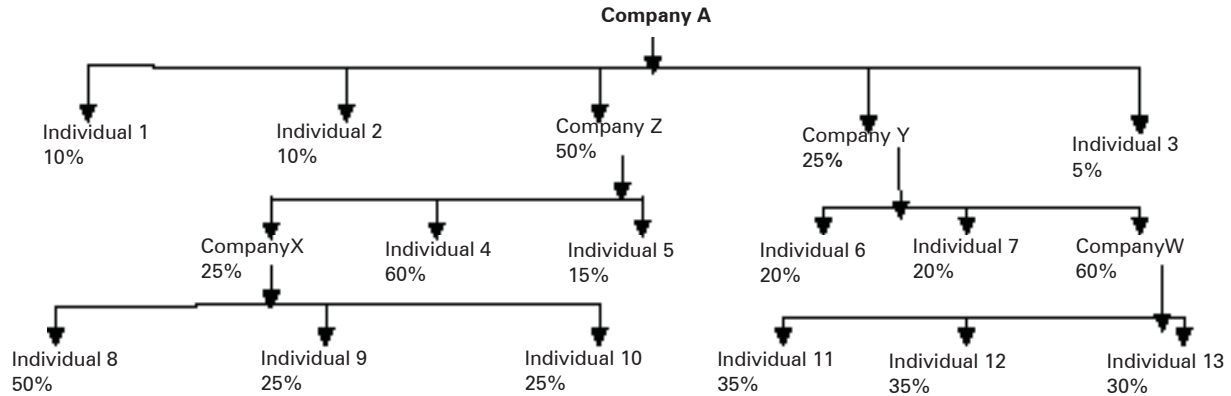 Company A
Individual 1
10%
Individual 2
10%
Company Z
50%
Company Y
25%
Individual 3
5%
CompanyX
25%
Individual 4
60%
Individual 5
15%
Individual 6
20%
Individual 7
20%
CompanyW
60%
Individual 8
50%
Individual 9
25%
Individual 10
25%
Individual 11
35%
Individual 12
35%
Individual 13
30%